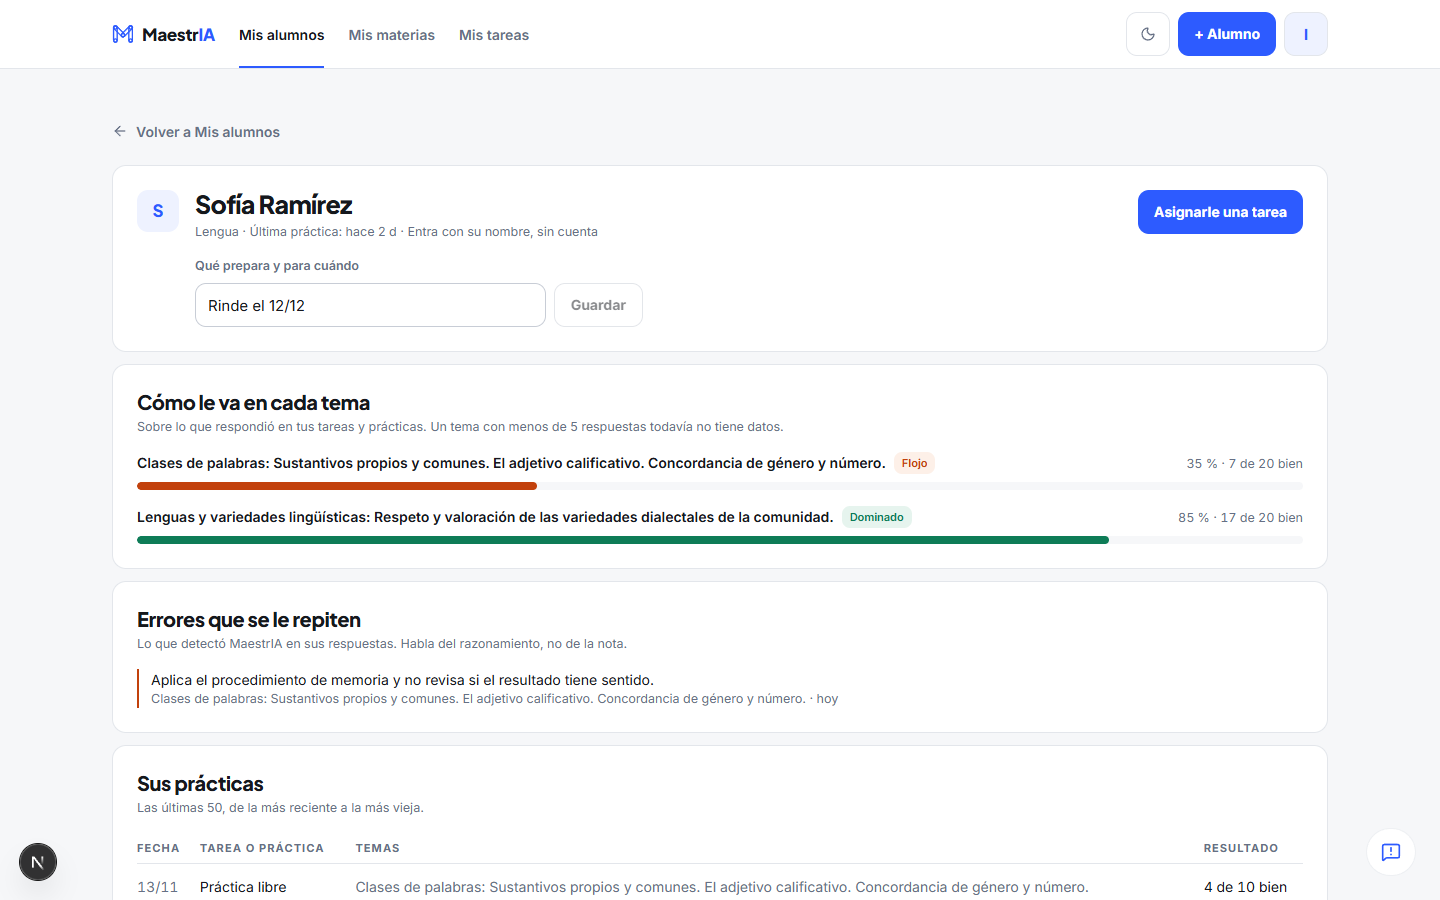 MaestrIA
Mis alumnos
Mis materias
Mis tareas
+ Alumno
I
Volver a Mis alumnos
S
Sofía Ramírez
Lengua · Última práctica: hace 2 d · Entra con su nombre, sin cuenta
Asignarle una tarea
Qué prepara y para cuándo
Rinde el 12/12
Guardar
Cómo le va en cada tema
Sobre lo que respondió en tus tareas y prácticas. Un tema con menos de 5 respuestas todavía no tiene datos.
Clases de palabras: Sustantivos propios y comunes. El adjetivo calificativo. Concordancia de género y número. Flojo 35 % · 7 de 20 bien
Lenguas y variedades lingüísticas: Respeto y valoración de las variedades dialectales de la comunidad. Dominado 85 % · 17 de 20 bien
Errores que se le repiten
Lo que detectó MaestrIA en sus respuestas. Habla del razonamiento, no de la nota.
Aplica el procedimiento de memoria y no revisa si el resultado tiene sentido.
Clases de palabras: Sustantivos propios y comunes. El adjetivo calificativo. Concordancia de género y número. · hoy
Sus prácticas
Las últimas 50, de la más reciente a la más vieja.
FECHA TAREA O PRÁCTICA TEMAS RESULTADO
13/11 Práctica libre Clases de palabras: Sustantivos propios y comunes. El adjetivo calificativo. Concordancia de género y número. 4 de 10 bien
N